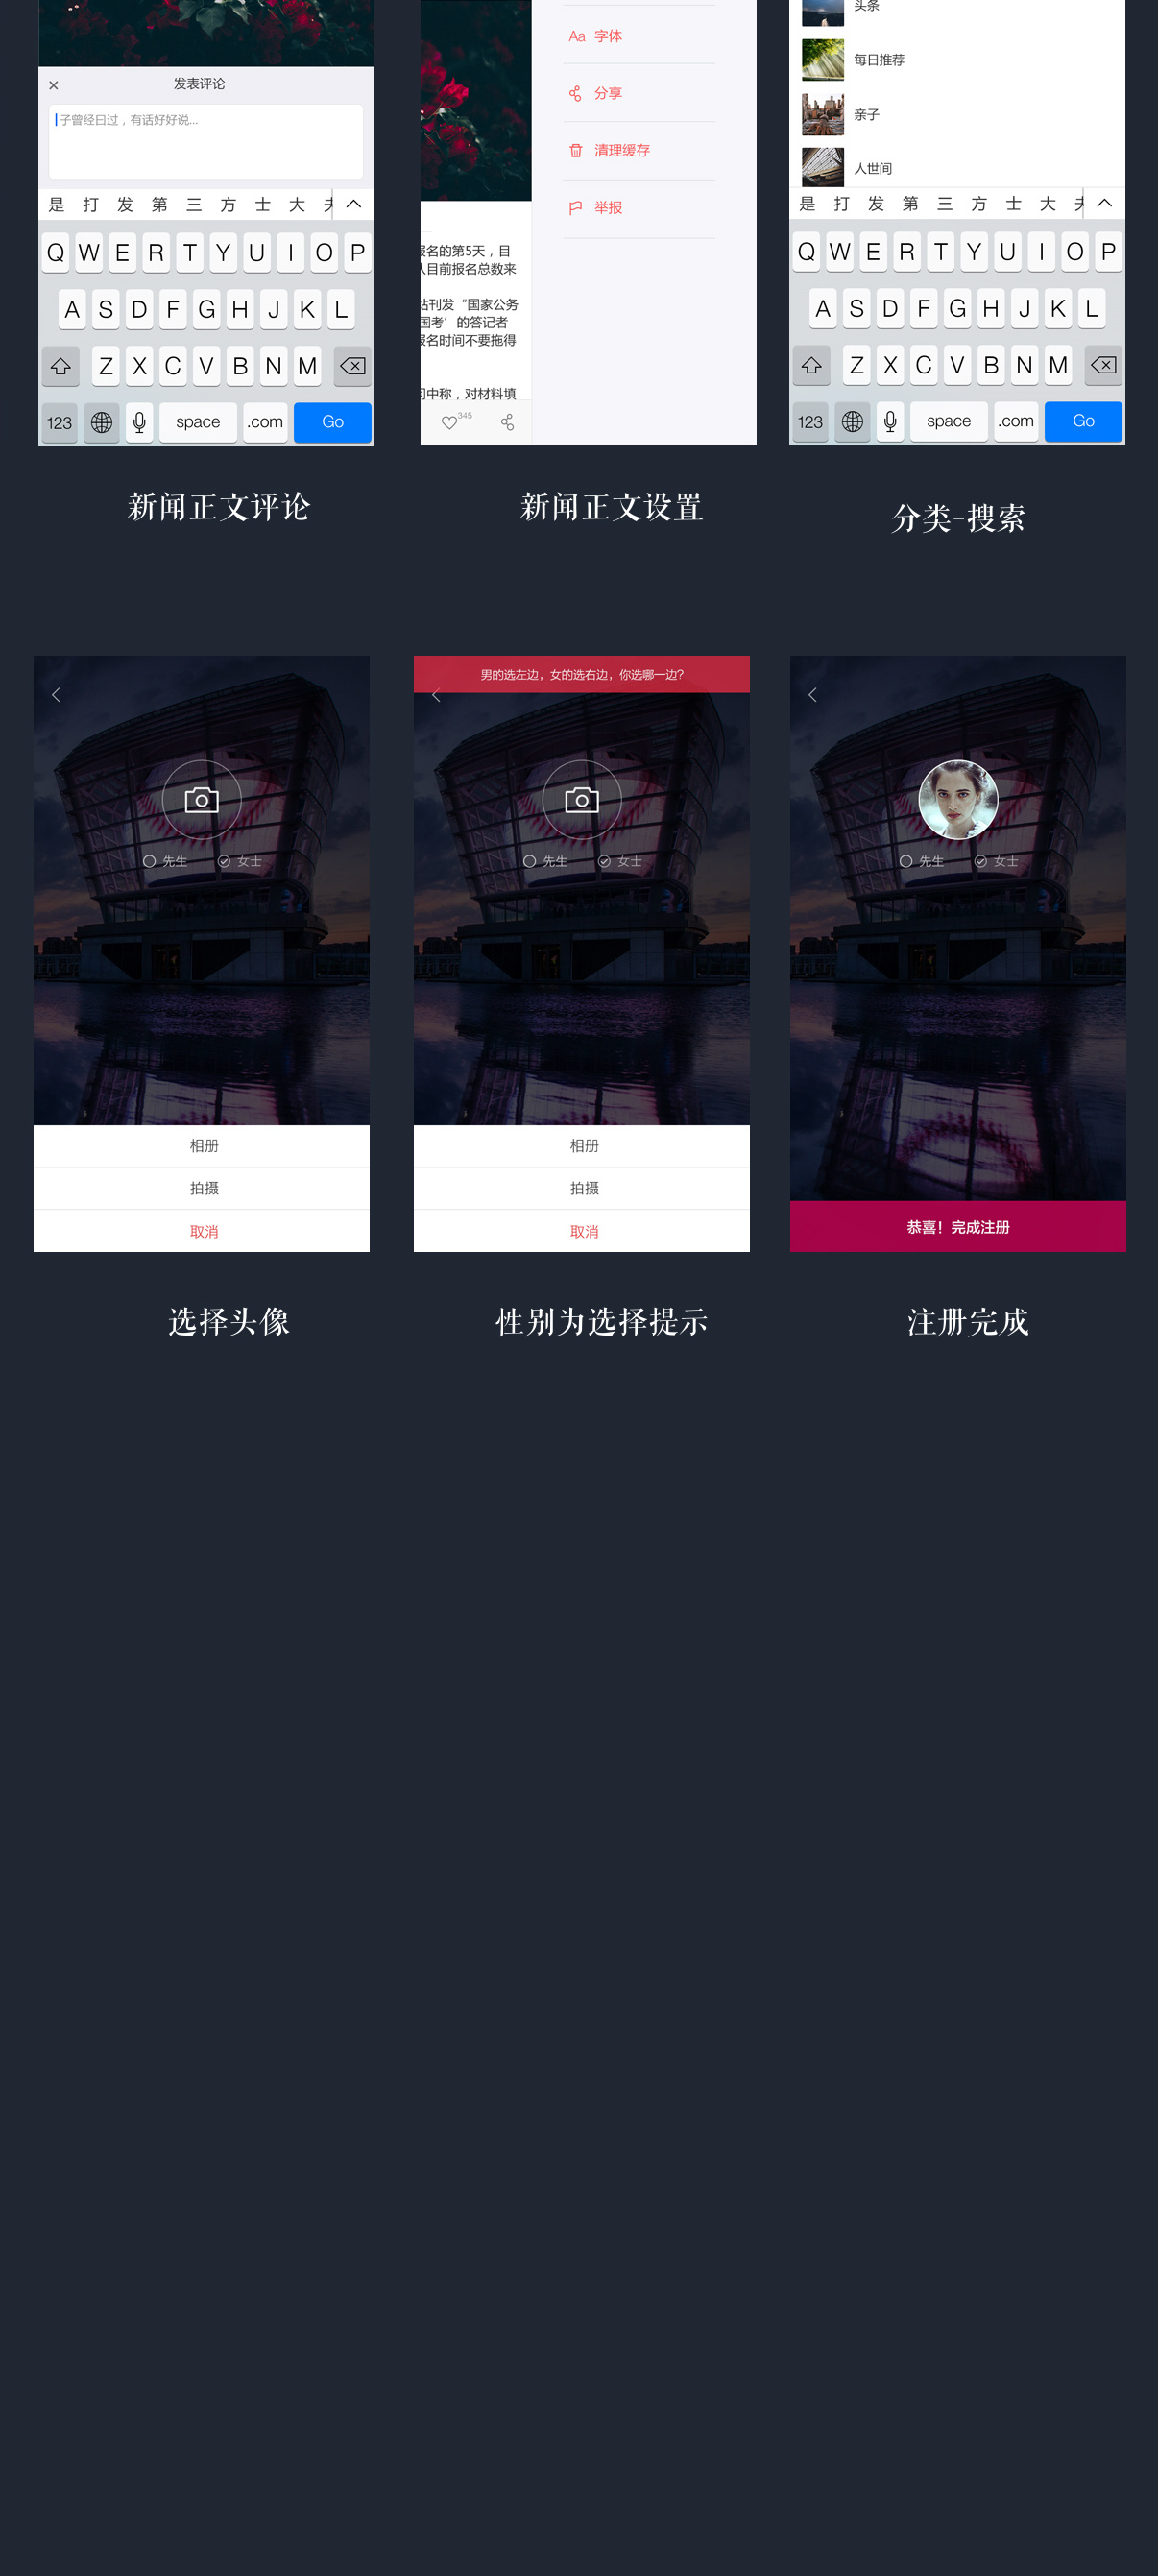 发表评论
子曾经曰过，有话好好说...
是 打 发 第 三 方 士 大
Q W E R T Y U I O P
A S D F G H J K L
Z X C V B N M
123 space .com Go
新闻正文评论
Aa 字体
分享
清理缓存
举报
报名的第5天，目
人目前报名总数来
站刊发“国家公务
国考’的答记者
报名时间不要拖得
问中称，对材料填
345
新闻正文设置
头条
每日推荐
亲子
人世间
是 打 发 第 三 方 士 大
Q W E R T Y U I O P
A S D F G H J K L
Z X C V B N M
123 space .com Go
分类-搜索
先生 女士
相册
拍摄
取消
选择头像
男的选左边，女的选右边，你选哪一边?
先生 女士
相册
拍摄
取消
性别为选择提示
先生 女士
恭喜！完成注册
注册完成